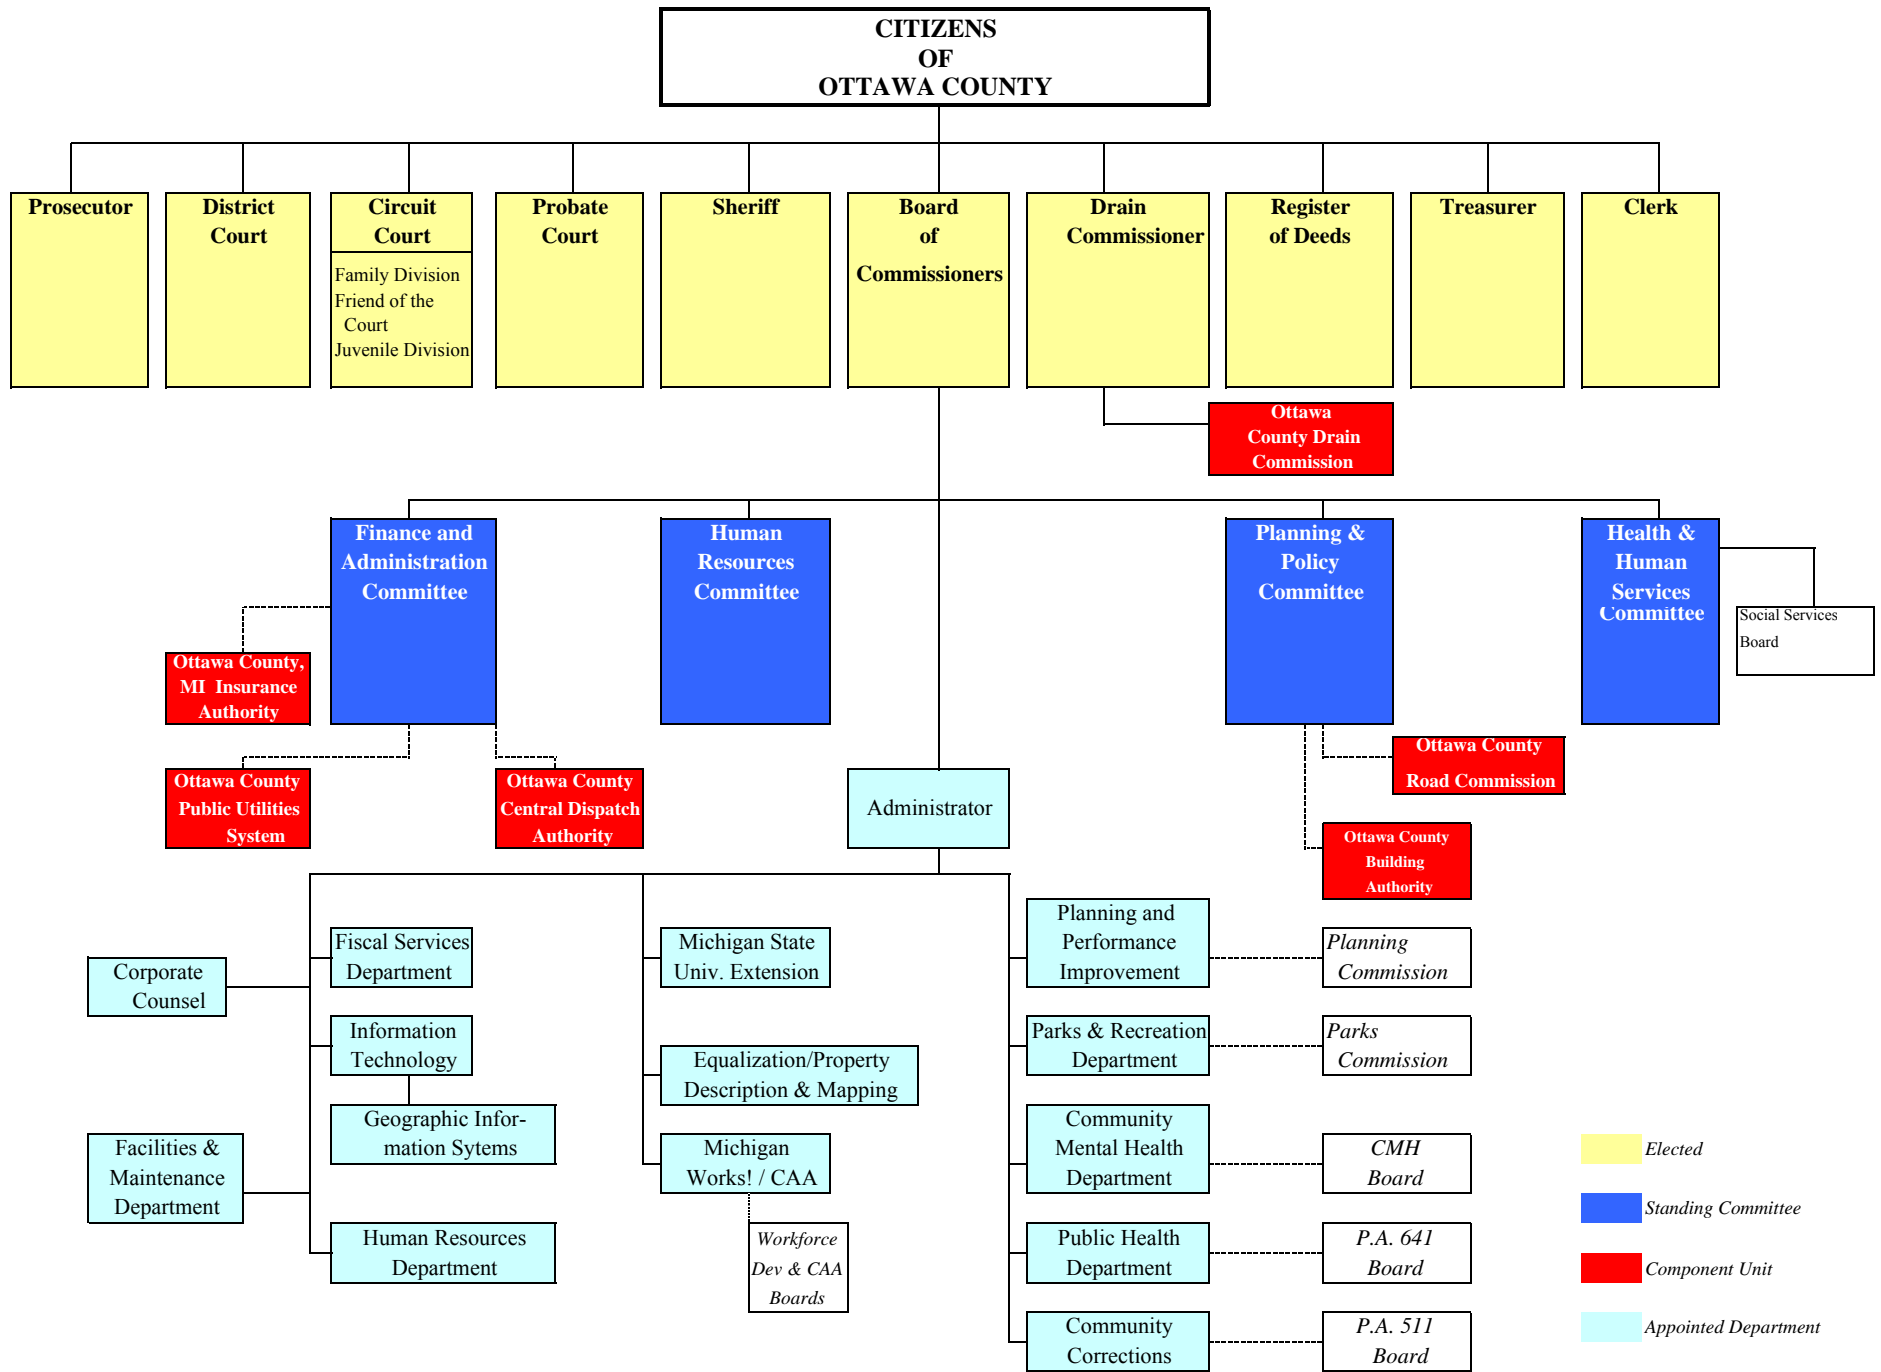 CITIZENS
OF
OTTAWA COUNTY
Prosecutor
District
Court
Circuit
Court
Family Division
Friend of the
Court
Juvenile Division
Probate
Court
Sheriff
Board
of
Commissioners
Drain
Commissioner
Register
of Deeds
Treasurer
Clerk
Ottawa
County Drain
Commission
Finance and
Administration
Committee
Human
Resources
Committee
Planning &
Policy
Committee
Health &
Human
Services
Committee
Social Services
Board
Ottawa County,
MI Insurance
Authority
Ottawa County
Public Utilities
System
Ottawa County
Central Dispatch
Authority
Administrator
Ottawa County
Road Commission
Ottawa County
Building
Authority
Corporate
Counsel
Facilities &
Maintenance
Department
Fiscal Services
Department
Information
Technology
Geographic Infor-
mation Sytems
Human Resources
Department
Michigan State
Univ. Extension
Equalization/Property
Description & Mapping
Michigan
Works! / CAA
Workforce
Dev & CAA
Boards
Planning and
Performance
Improvement
Planning
Commission
Parks & Recreation
Department
Parks
Commission
Community
Mental Health
Department
CMH
Board
Public Health
Department
P.A. 641
Board
Community
Corrections
P.A. 511
Board
Elected
Standing Committee
Component Unit
Appointed Department